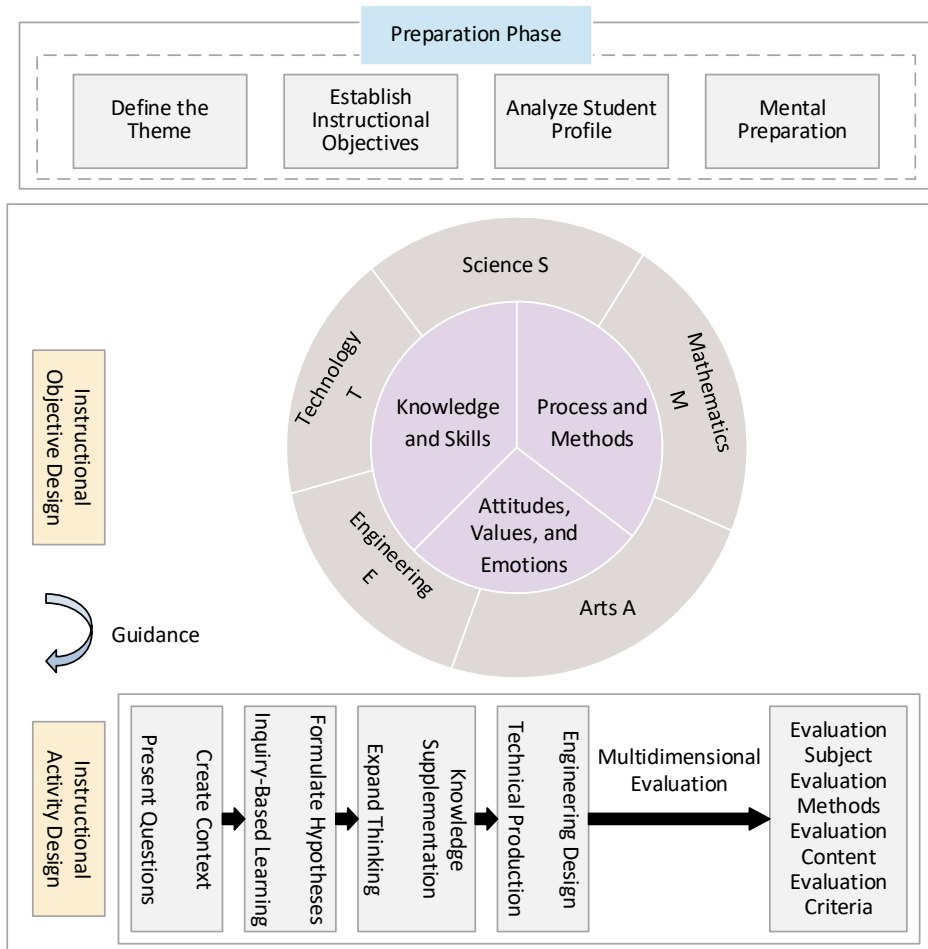 Preparation Phase
Define the
Theme
Establish
Instructional
Objectives
Analyze Student
Profile
Mental
Preparation
Instructional
Objective Design
Science S
Technology
T
Mathematics
M
Engineering
E
Arts A
Knowledge
and Skills
Process and
Methods
Attitudes,
Values, and
Emotions
Guidance
Instructional
Activity Design
Create Context
Present Questions
Formulate Hypotheses
Inquiry-Based Learning
Knowledge
Supplementation
Expand Thinking
Engineering Design
Technical Production
Multidimensional
Evaluation
Evaluation
Subject
Evaluation
Methods
Evaluation
Content
Evaluation
Criteria